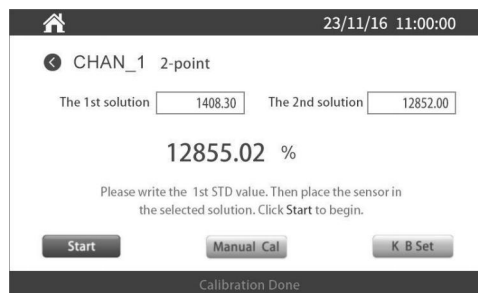 23/11/16 11:00:00
CHAN_1 2-point
The 1st solution 1408.30 The 2nd solution 12852.00
12855.02 %
Please write the 1st STD value. Then place the sensor in
the selected solution. Click Start to begin.
Start Manual Cal K B Set
Calibration Done